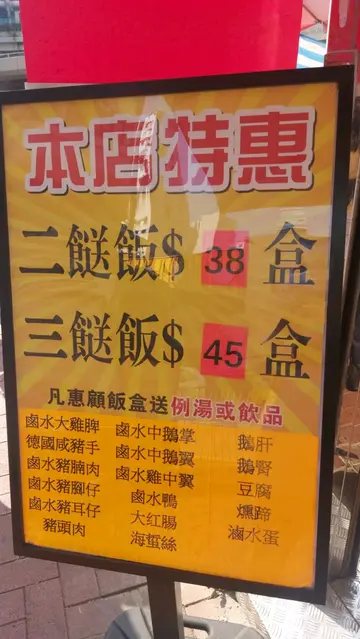 本店特惠
二餸飯$ 38 盒
三餸飯$ 45 盒
凡惠顧飯盒送例湯或飲品
鹵水大雞脾
德國咸豬手
鹵水豬腩肉
鹵水豬腳仔
鹵水豬耳仔
豬頭肉
鹵水中鵝掌
鹵水中鵝翼
鹵水雞中翼
鹵水鴨
大红腸
海蜇絲
鵝肝
鵝腎
豆腐
燻蹄
滷水蛋